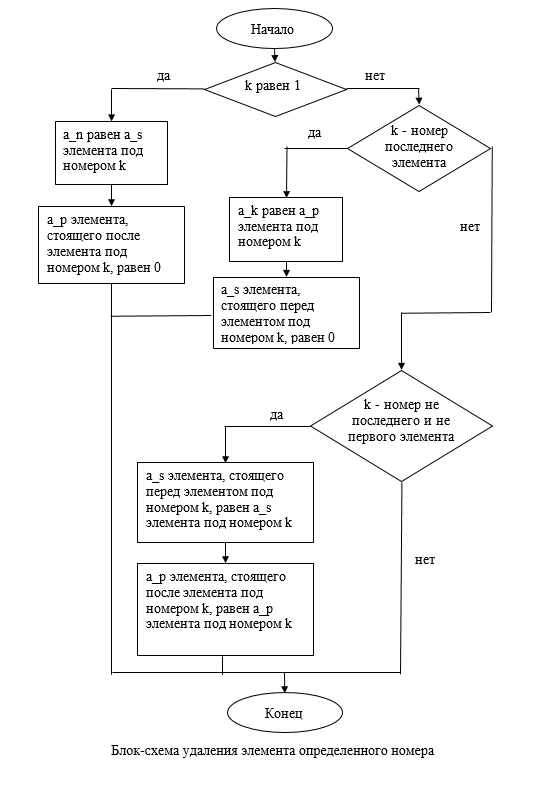 Начало
k равен 1
да
нет
a_n равен a_s
элемента под
номером k
a_p элемента,
стоящего после
элемента под
номером k, равен 0
k - номер
последнего
элемента
да
нет
a_k равен a_p
элемента под
номером k
a_s элемента,
стоящего перед
элементом под
номером k, равен 0
k - номер не
последнего и не
первого элемента
да
нет
a_s элемента, стоящего
перед элементом под
номером k, равен a_s
элемента под номером k
a_p элемента, стоящего
после элемента под
номером k, равен a_p
элемента под номером k
Конец
Блок-схема удаления элемента определенного номера